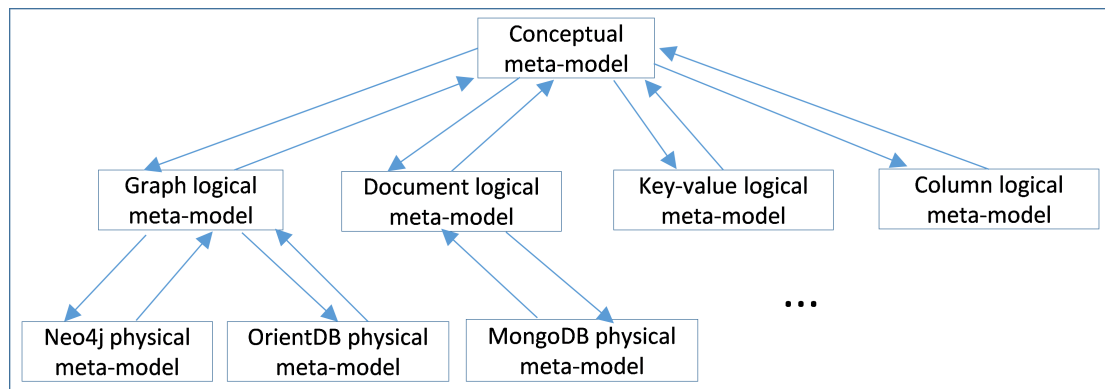 Conceptual
meta-model
Graph logical
meta-model
Document logical
meta-model
Key-value logical
meta-model
Column logical
meta-model
...
Neo4j physical
meta-model
OrientDB physical
meta-model
MongoDB physical
meta-model